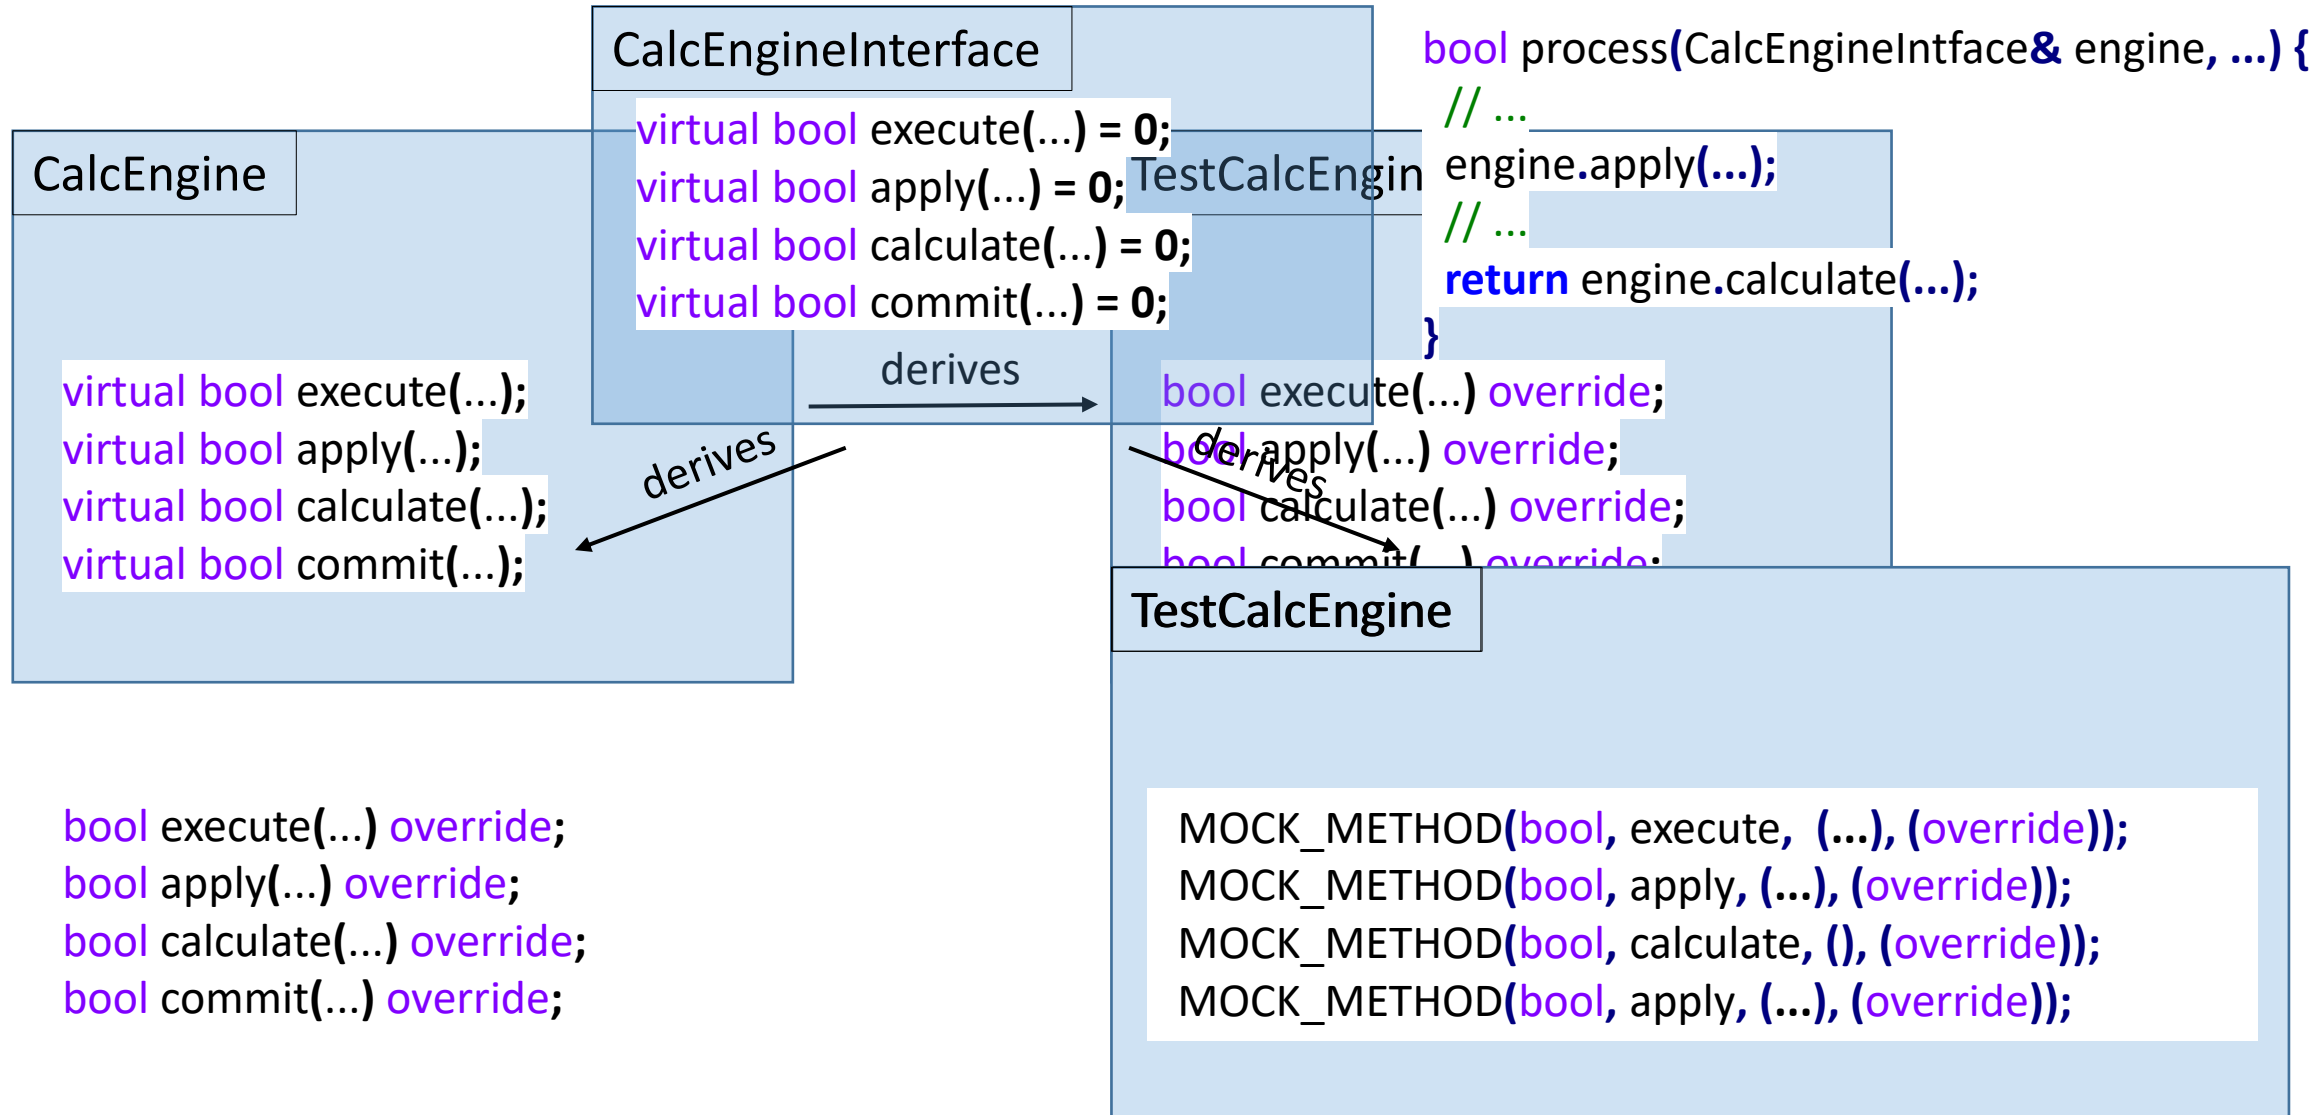 CalcEngineInterface
virtual bool execute(...) = 0;
virtual bool apply(...) = 0;
virtual bool calculate(...) = 0;
virtual bool commit(...) = 0;
bool process(CalcEngineIntface& engine, ...) {
// ...
engine.apply(...);
// ...
return engine.calculate(...);
}
CalcEngine
virtual bool execute(...);
virtual bool apply(...);
virtual bool calculate(...);
virtual bool commit(...);
TestCalcEngin
derives
bool execute(...) override;
bool apply(...) override;
bool calculate(...) override;
bool commit(...) override;
derives
derives
TestCalcEngine
MOCK_METHOD(bool, execute, (...), (override));
MOCK_METHOD(bool, apply, (...), (override));
MOCK_METHOD(bool, calculate, (), (override));
MOCK_METHOD(bool, apply, (...), (override));
bool execute(...) override;
bool apply(...) override;
bool calculate(...) override;
bool commit(...) override;